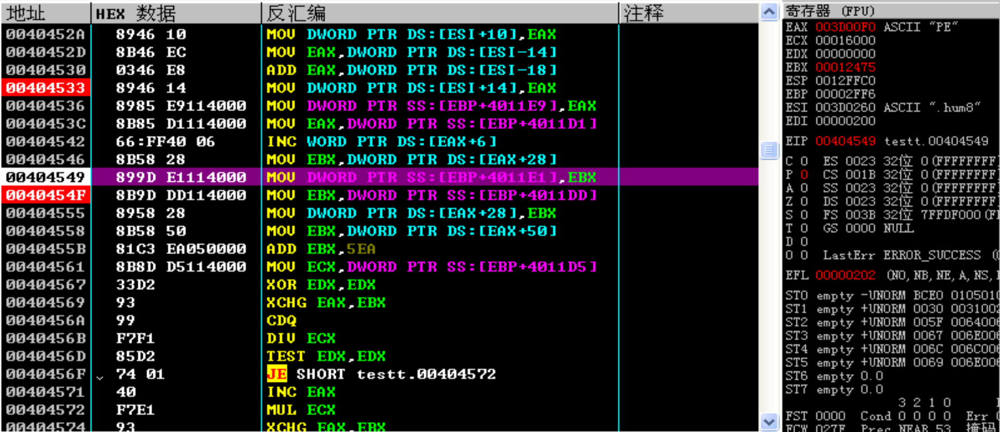 地址 HEX 数据 反汇编 注释
0040452A 8946 10 MOV DWORD PTR DS:[ESI+10],EAX
0040452D 8B46 EC MOV EAX,DWORD PTR DS:[ESI-14]
00404530 0346 E8 ADD EAX,DWORD PTR DS:[ESI-18]
00404533 8946 14 MOV DWORD PTR DS:[ESI+14],EAX
00404536 8985 E9114000 MOV DWORD PTR SS:[EBP+4011E9],EAX
0040453C 8B85 D1114000 MOV EAX,DWORD PTR SS:[EBP+4011D1]
00404542 66:FF40 06 INC WORD PTR DS:[EAX+6]
00404546 8B58 28 MOV EBX,DWORD PTR DS:[EAX+28]
00404549 899D E1114000 MOV DWORD PTR SS:[EBP+4011E1],EBX
0040454F 8B9D DD114000 MOV EBX,DWORD PTR SS:[EBP+4011DD]
00404555 8958 28 MOV DWORD PTR DS:[EAX+28],EBX
00404558 8B58 50 MOV EBX,DWORD PTR DS:[EAX+50]
0040455B 81C3 EA050000 ADD EBX,5EA
00404561 8B8D D5114000 MOV ECX,DWORD PTR SS:[EBP+4011D5]
00404567 33D2 XOR EDX,EDX
00404569 93 XCHG EAX,EBX
0040456A 99 CDQ
0040456B F7F1 DIV ECX
0040456D 85D2 TEST EDX,EDX
0040456F 74 01 JE SHORT testt.00404572
00404571 40 INC EAX
00404572 F7E1 MUL ECX
00404574 93 XCHG EAX,EBX
寄存器 (FPU)
EAX 003D00F0 ASCII "PE"
ECX 00016000
EDX 00000000
EBX 00012475
ESP 0012FFC0
EBP 00002FF6
ESI 003D0260 ASCII ".hum8"
EDI 00000200
EIP 00404549 testt.00404549
C 0 ES 0023 32位 0(FFFFFFFF)
P 0 CS 001B 32位 0(FFFFFFFF)
A 0 SS 0023 32位 0(FFFFFFFF)
Z 0 DS 0023 32位 0(FFFFFFFF)
S 0 FS 003B 32位 7FFDF000(FF
T 0 GS 0000 NULL
D 0
O 0 LastErr ERROR_SUCCESS (0
EFL 00000202 (NO,NB,NE,A,NS,
ST0 empty -UNORM BCE0 0105010
ST1 empty +UNORM 0030 0031003
ST2 empty +UNORM 005F 0064006
ST3 empty +UNORM 0067 006E006
ST4 empty +UNORM 006C 006C006
ST5 empty +UNORM 0069 006E006
ST6 empty 0.0
ST7 empty 0.0
3 2 1 0
FST 0000 Cond 0 0 0 0 Err 0
FCW 027F Prec NEAR,53 掩码